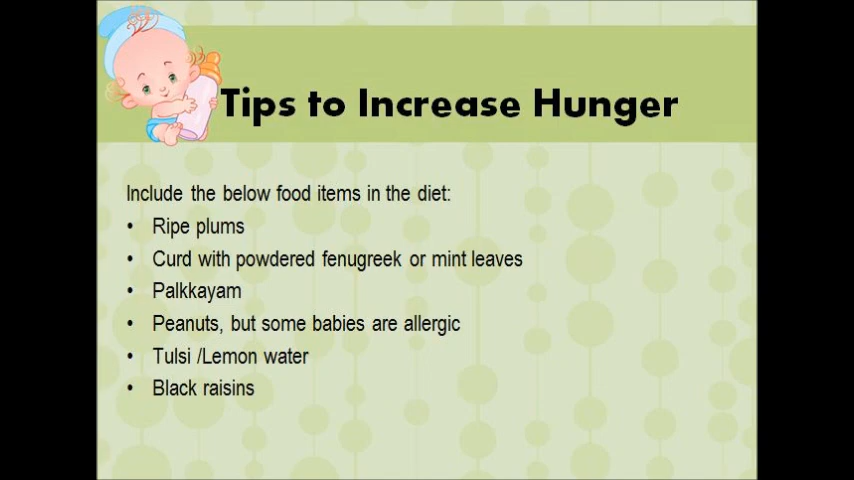 Tips to Increase Hunger
Include the below food items in the diet:
• Ripe plums
• Curd with powdered fenugreek or mint leaves
• Palkkayam
• Peanuts, but some babies are allergic
• Tulsi /Lemon water
• Black raisins